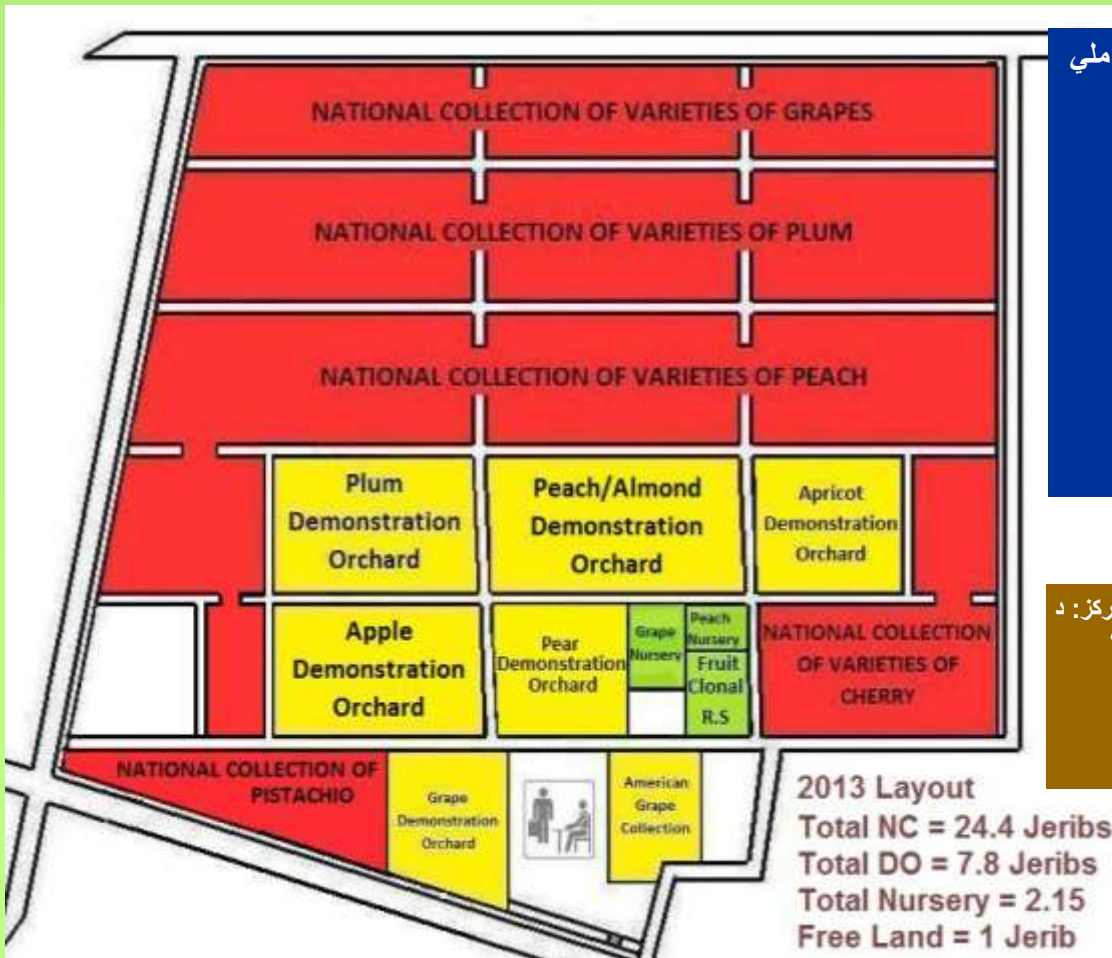 NATIONAL COLLECTION OF VARIETIES OF GRAPES
NATIONAL COLLECTION OF VARIETIES OF PLUM
NATIONAL COLLECTION OF VARIETIES OF PEACH
Plum
Demonstration
Orchard
Peach/Almond
Demonstration
Orchard
Apricot
Demonstration
Orchard
Apple
Demonstration
Orchard
Pear
Demonstration
Orchard
Grape
Nursery
Peach
Nursery
Fruit
Clonal
R.S
NATIONAL COLLECTION
OF VARIETIES OF
CHERRY
NATIONAL COLLECTION OF
PISTACHIO
Grape
Demonstration
Orchard
American
Grape
Collection
2013 Layout
Total NC = 24.4 Jeribs
Total DO = 7.8 Jeribs
Total Nursery = 2.15
Free Land = 1 Jerib
ملي
د